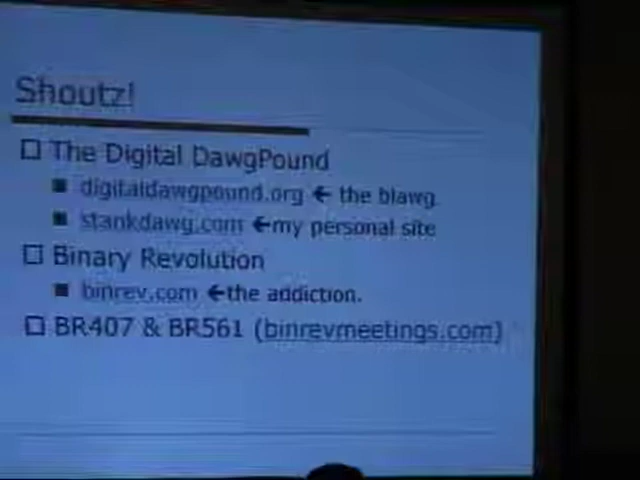 Shoutz!
The Digital DawgPound
digitaldawgpound.org ← the blawg
stankdawg.com ←my personal site
Binary Revolution
binrev.com ←the addiction.
BR407 & BR561 (binrevmeetings.com)